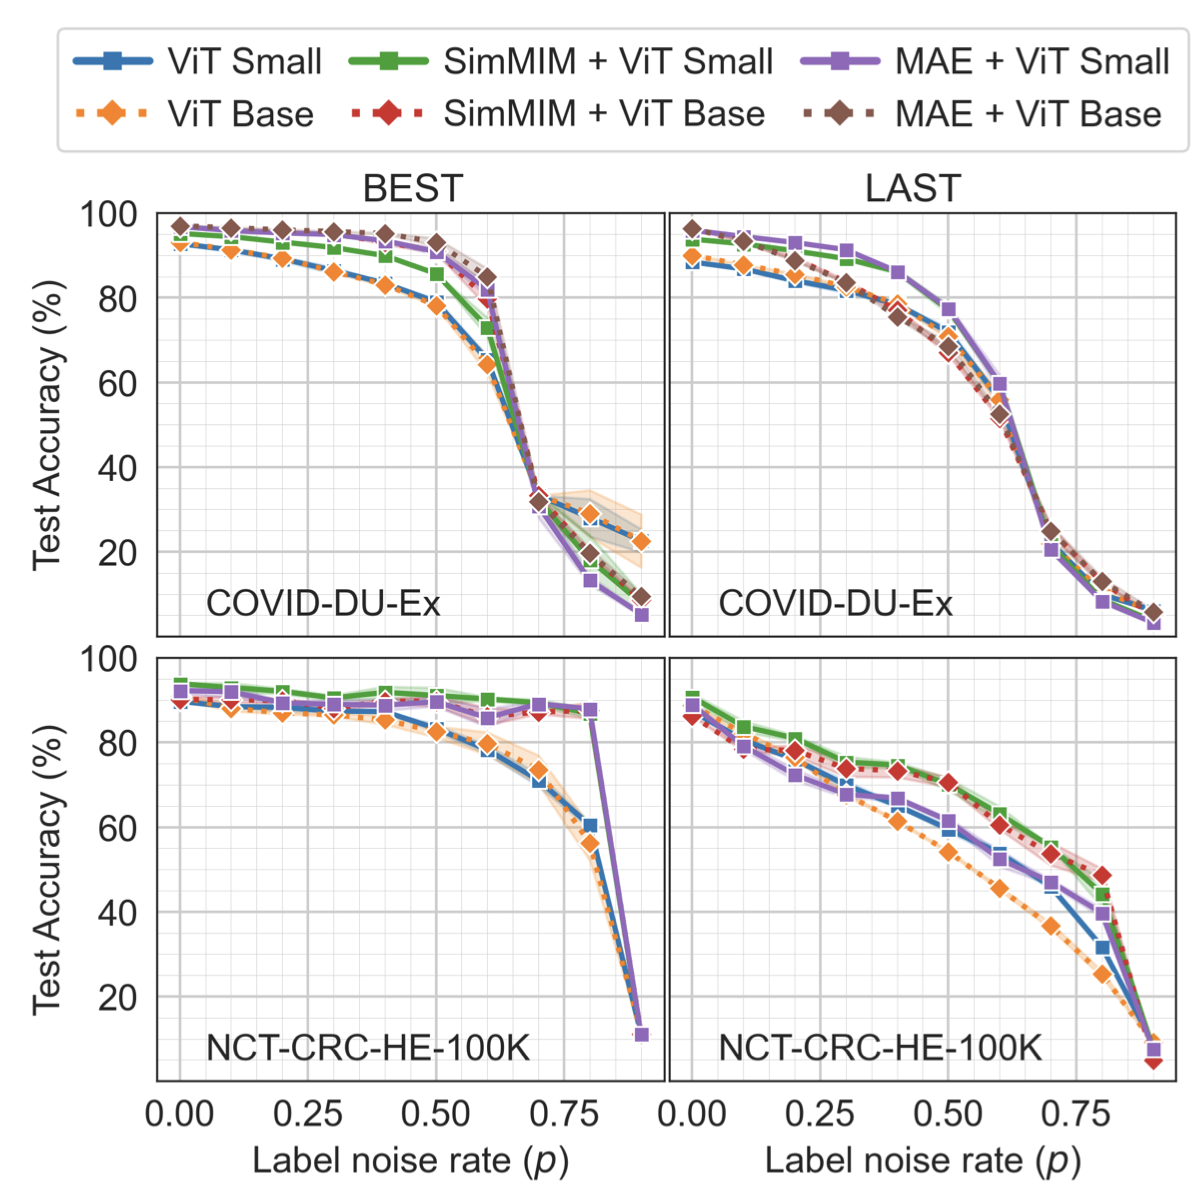 ViT Small SimMIM + ViT Small MAE + ViT Small
ViT Base SimMIM + ViT Base MAE + ViT Base
BEST LAST
100
80
60
40
20
Test Accuracy (%)
COVID-DU-Ex COVID-DU-Ex
100
80
60
40
20
Test Accuracy (%)
NCT-CRC-HE-100K NCT-CRC-HE-100K
0.00 0.25 0.50 0.75 0.00 0.25 0.50 0.75
Label noise rate (p) Label noise rate (p)